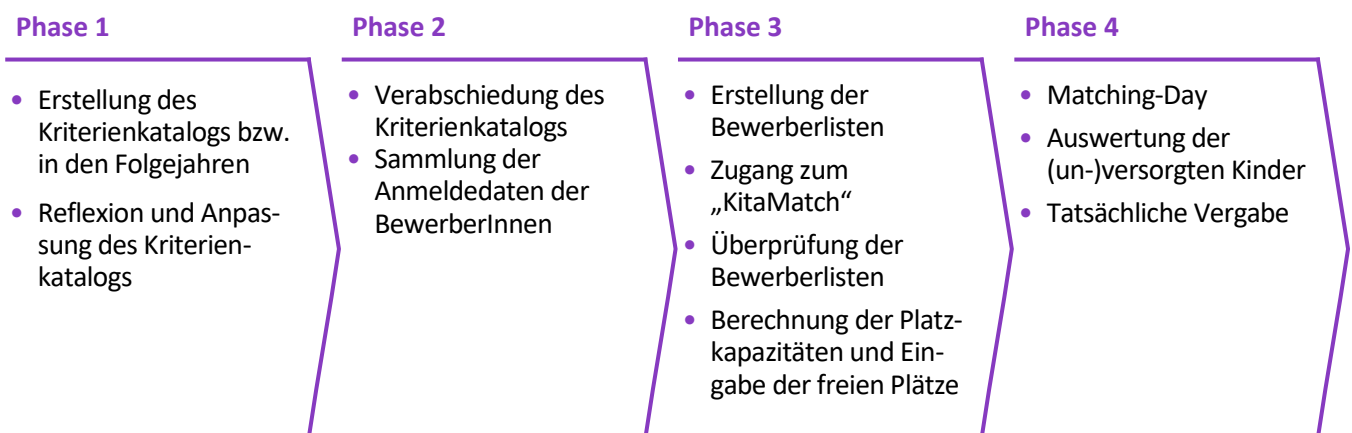 Phase 1
• Erstellung des
Kriterienkatalogs bzw.
in den Folgejahren
• Reflexion und Anpas-
sung des Kriterien-
katalogs
Phase 2
• Verabschiedung des
Kriterienkatalogs
• Sammlung der
Anmeldedaten der
BewerberInnen
Phase 3
• Erstellung der
Bewerberlisten
• Zugang zum
„KitaMatch“
• Überprüfung der
Bewerberlisten
• Berechnung der Platz-
kapazitäten und Ein-
gabe der freien Plätze
Phase 4
• Matching-Day
• Auswertung der
(un-)versorgten Kinder
• Tatsächliche Vergabe